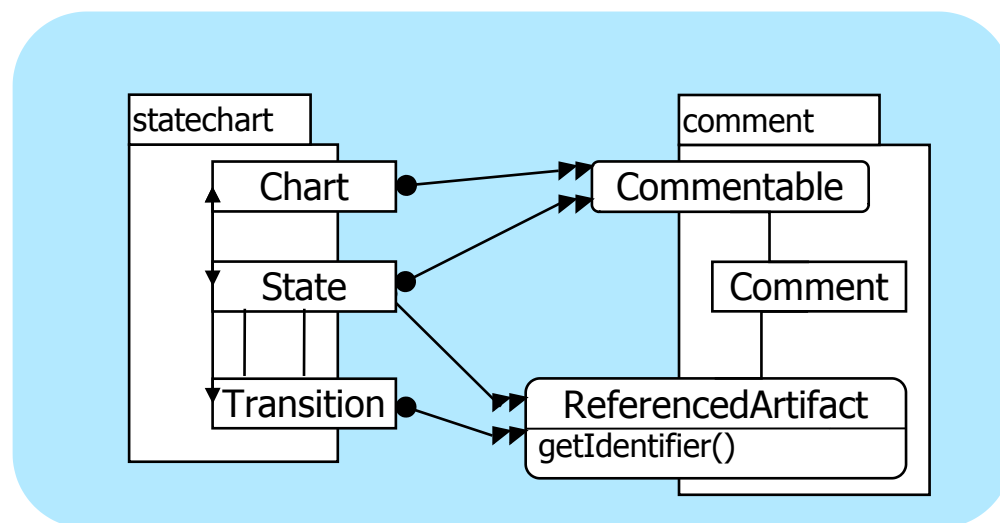 statechart
Chart
State
Transition
comment
Commentable
Comment
ReferencedArtifact
getIdentifier()